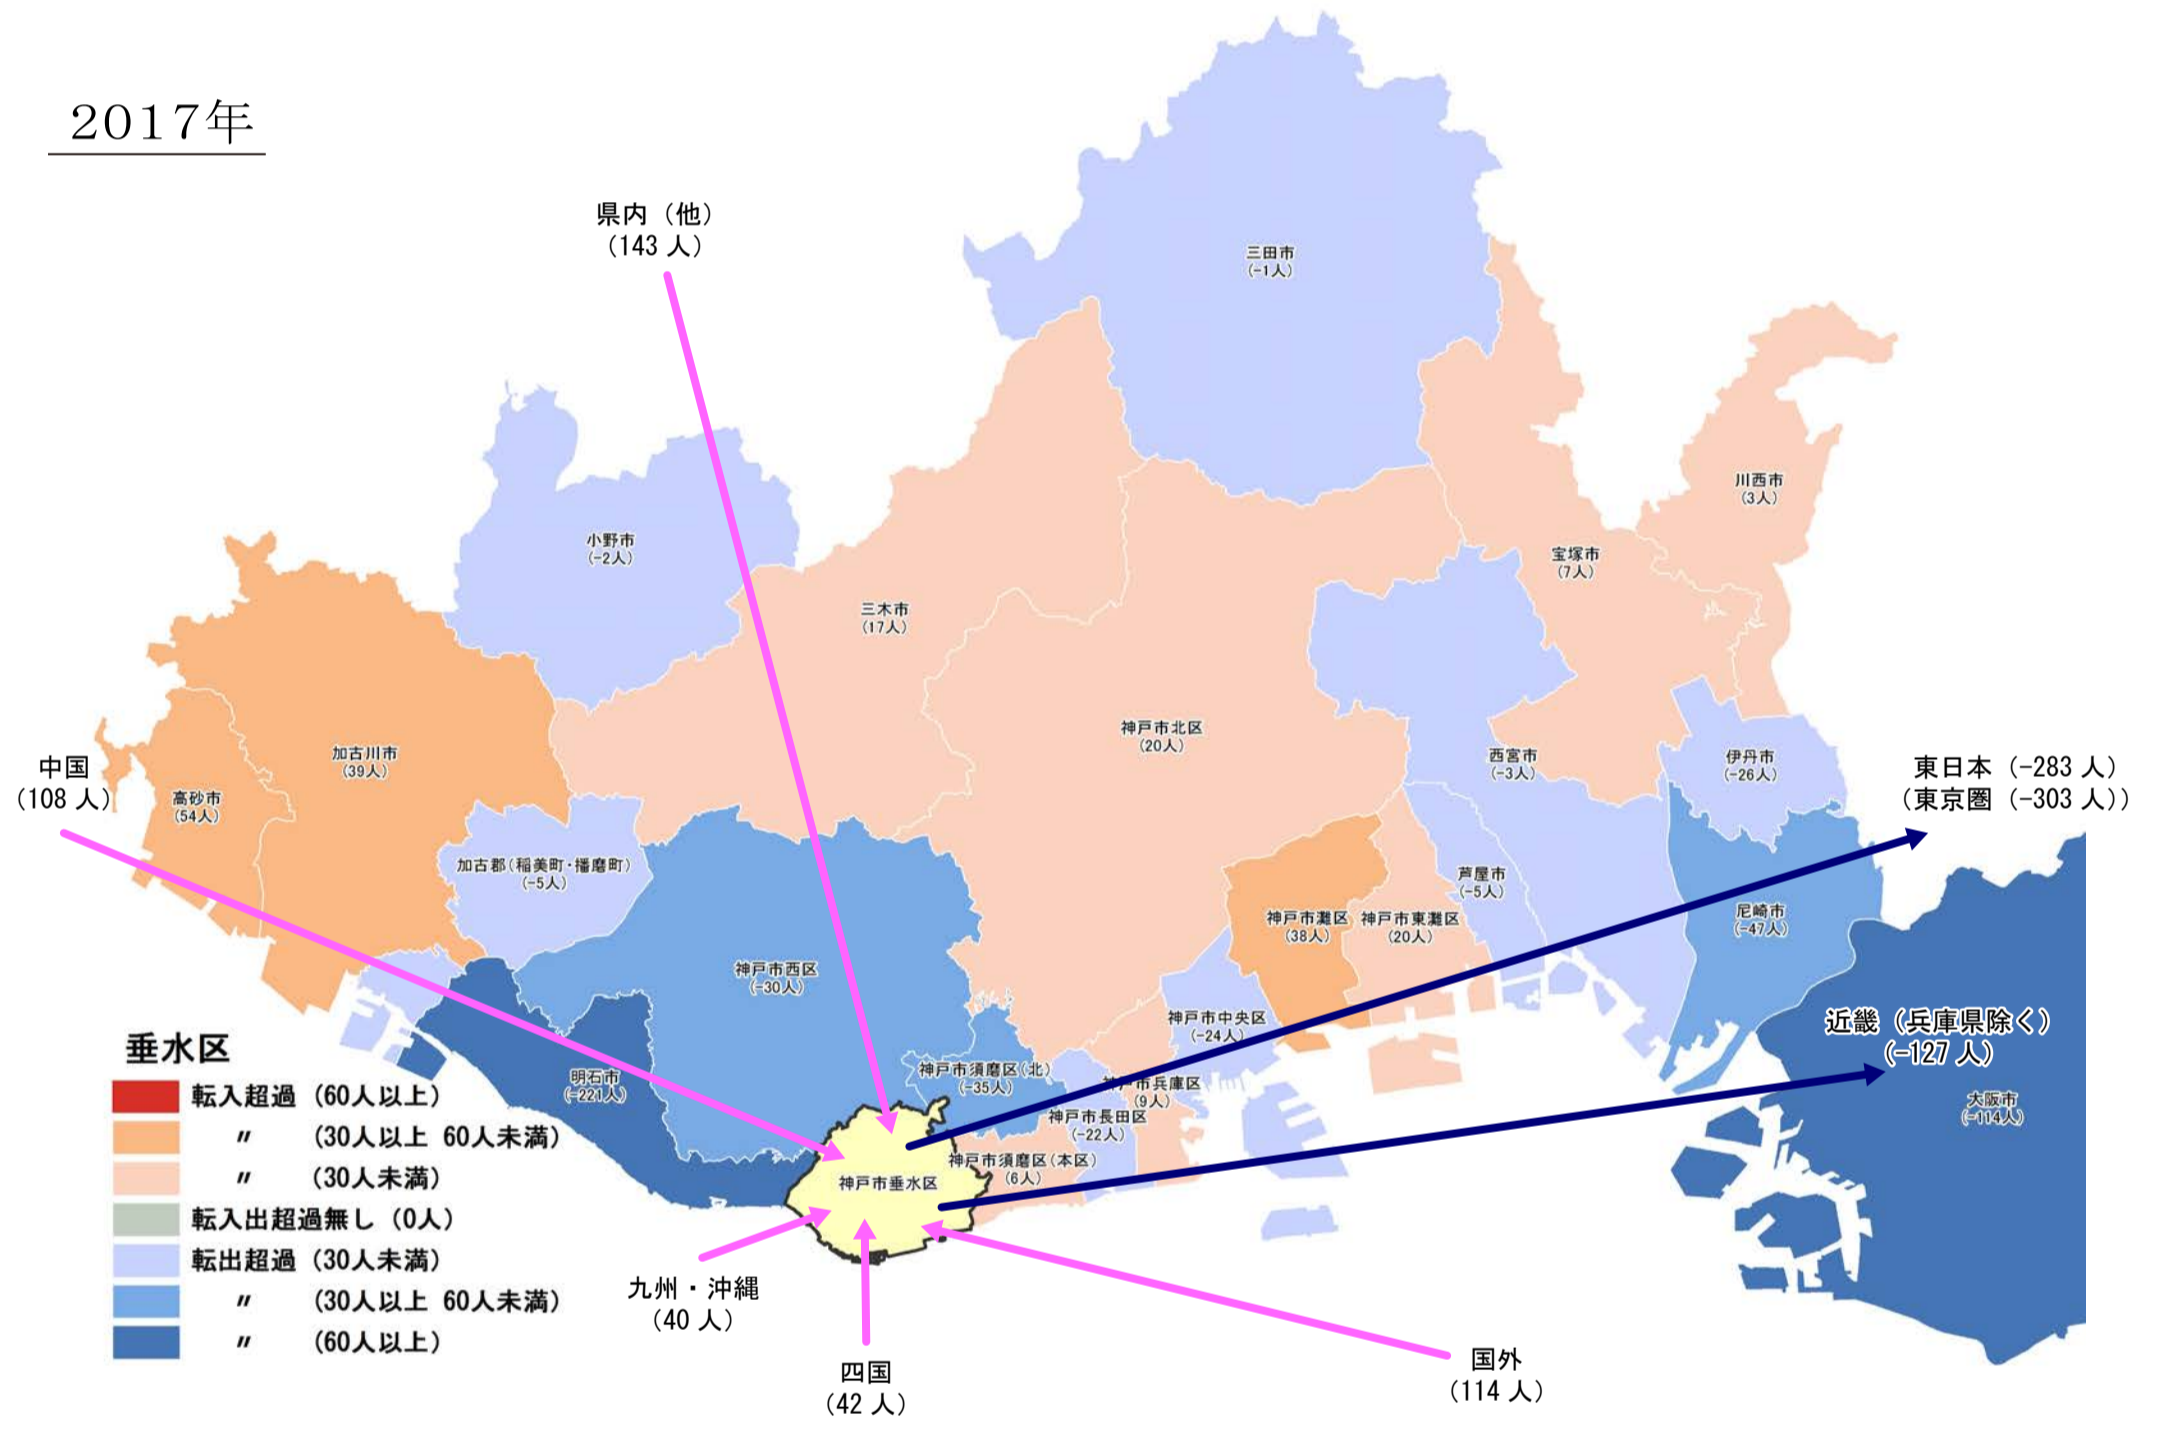 2017年
県内（他）
（143 人）
三田市
(-1人)
川西市
(3人)
小野市
(-2人)
宝塚市
(7人)
三木市
(17人)
神戸市北区
(20人)
加古川市
(39人)
西宮市
(-3人)
伊丹市
(-26人)
中国
（108 人）
高砂市
(54人)
東日本（-283 人）
（東京圏（-303 人））
加古郡(稲美町・播磨町)
(-5人)
芦屋市
(-5人)
神戸市灘区
(38人)
神戸市東灘区
(20人)
尼崎市
(-47人)
神戸市西区
(-30人)
神戸市中央区
(-24人)
近畿（兵庫県除く）
（-127 人）
明石市
(-221人)
神戸市須磨区(北)
(-35人)
神戸市兵庫区
(9人)
大阪市
(-114人)
神戸市長田区
(-22人)
神戸市須磨区(本区)
(6人)
神戸市垂水区
垂水区
転入超過（60人以上）
〃 （30人以上 60人未満）
〃 （30人未満）
転入出超過無し（0人）
転出超過（30人未満）
〃 （30人以上 60人未満）
〃 （60人以上）
九州・沖縄
（40 人）
四国
（42 人）
国外
（114 人）